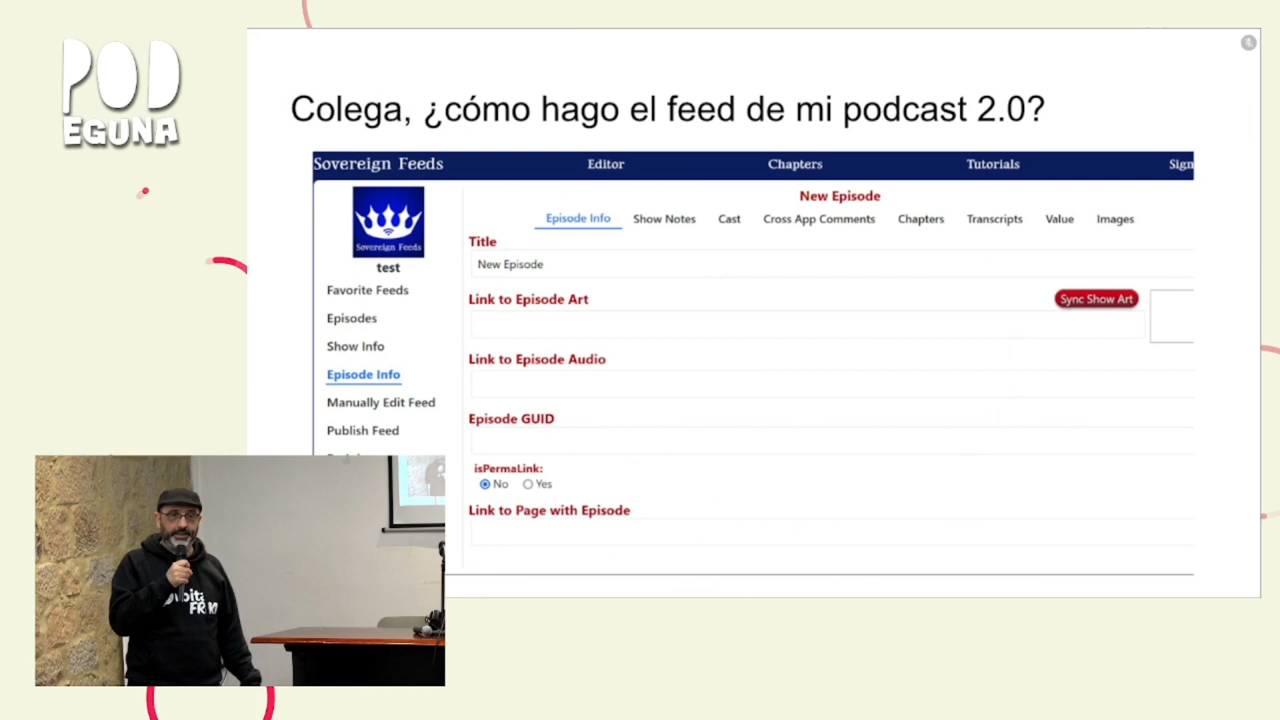 POD
EGUNA
Colega, ¿cómo hago el feed de mi podcast 2.0?
Sovereign Feeds
Editor
Chapters
Tutorials
Sign
Sovereign Feeds
test
Favorite Feeds
Episodes
Show Info
Episode Info
Manually Edit Feed
Publish Feed
New Episode
Episode Info
Show Notes
Cast
Cross App Comments
Chapters
Transcripts
Value
Images
Title
New Episode
Link to Episode Art
Sync Show Art
Link to Episode Audio
Episode GUID
isPermaLink:
No
Yes
Link to Page with Episode